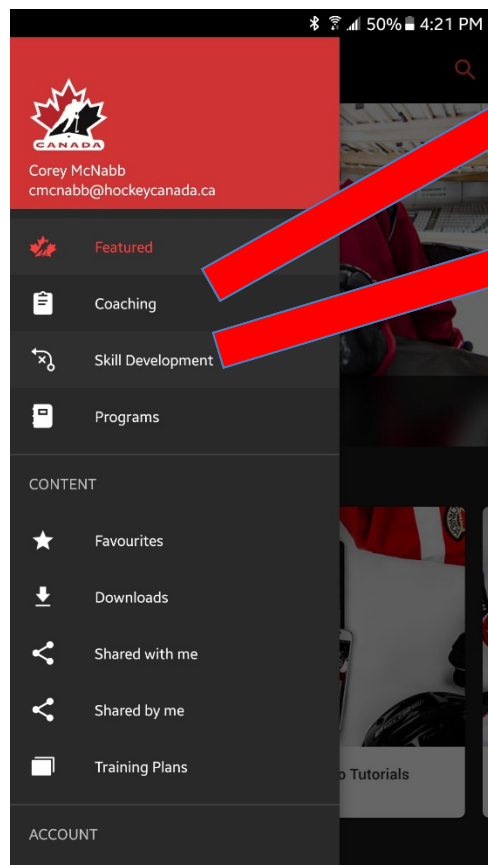 50% 4:21 PM
CANADA
Corey McNabb
cmcnabb@hockeycanada.ca
Featured
Coaching
Skill Development
Programs
CONTENT
Favourites
Downloads
Shared with me
Shared by me
Training Plans
Tutorials
ACCOUNT